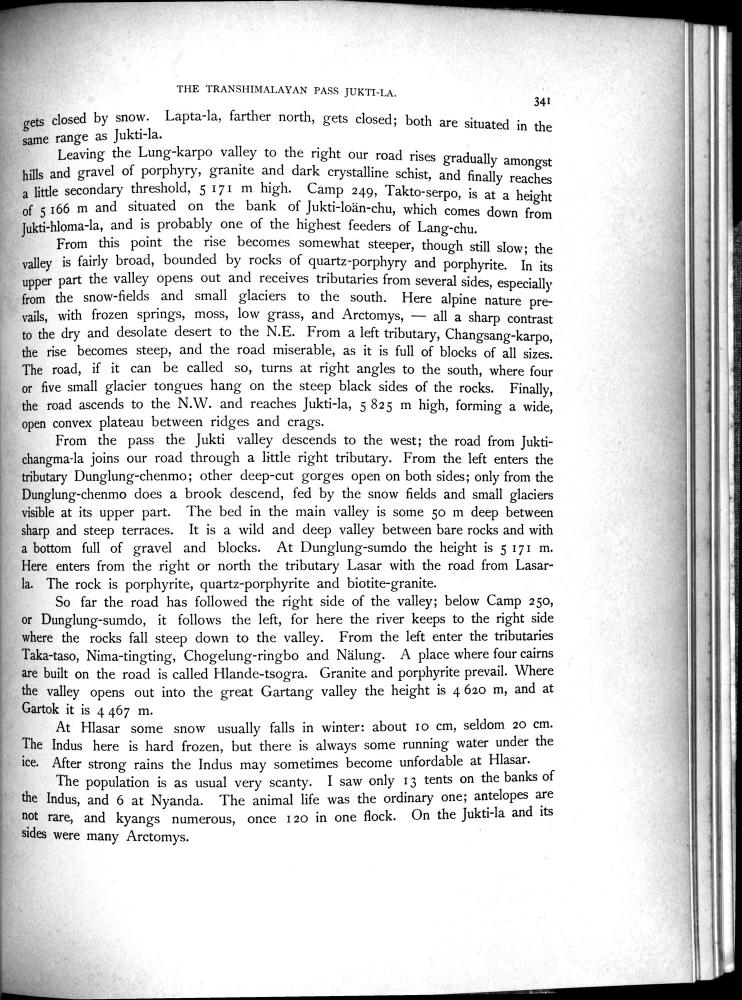 THE TRANSHIMALAYAN PASS JUKTI-LA.
341
gets closed by snow. Lapta-la, farther north, gets closed; both are situated in the
same range as Jukti-la.
Leaving the Lung-karpo valley to the right our road rises gradually amongst
hills and gravel of porphyry, granite and dark crystalline schist, and finally reaches
a little secondary threshold, 5 171 m high. Camp 249, Takto-serpo, is at a height
of 5 166 m and situated on the bank of Jukti-loän-chu, which comes down from
Jukti-hloma-la, and is probably one of the highest feeders of Lang-chu.
From this point the rise becomes somewhat steeper, though still slow; the
valley is fairly broad, bounded by rocks of quartz-porphyry and porphyrite. In its
upper part the valley opens out and receives tributaries from several sides, especially
from the snow-fields and small glaciers to the south. Here alpine nature pre-
vails, with frozen springs, moss, low grass, and Arctomys, — all a sharp contrast
to the dry and desolate desert to the N.E. From a left tributary, Changsang-karpo,
the rise becomes steep, and the road miserable, as it is full of blocks of all sizes.
The road, if it can be called so, turns at right angles to the south, where four
or five small glacier tongues hang on the steep black sides of the rocks. Finally,
the road ascends to the N.W. and reaches Jukti-la, 5 825 m high, forming a wide,
open convex plateau between ridges and crags.
From the pass the Jukti valley descends to the west; the road from Jukti-
changma-la joins our road through a little right tributary. From the left enters the
tributary Dunglung-chenmo; other deep-cut gorges open on both sides; only from the
Dunglung-chenmo does a brook descend, fed by the snow fields and small glaciers
visible at its upper part. The bed in the main valley is some 50 m deep between
sharp and steep terraces. It is a wild and deep valley between bare rocks and with
a bottom full of gravel and blocks. At Dunglung-sumdo the height is 5 171 m.
Here enters from the right or north the tributary Lasar with the road from Lasar-
la. The rock is porphyrite, quartz-porphyrite and biotite-granite.
So far the road has followed the right side of the valley; below Camp 250,
or Dunglung-sumdo, it follows the left, for here the river keeps to the right side
where the rocks fall steep down to the valley. From the left enter the tributaries
Taka-taso, Nima-tingting, Chogelung-ringbo and Nälung. A place where four cairns
are built on the road is called Hlande-tsogra. Granite and porphyrite prevail. Where
the valley opens out into the great Gartang valley the height is 4 620 m, and at
Gartok it is 4 467 m.
At Hlasar some snow usually falls in winter: about 10 cm, seldom 20 cm.
The Indus here is hard frozen, but there is always some running water under the
ice. After strong rains the Indus may sometimes become unfordable at Hlasar.
The population is as usual very scanty. I saw only 13 tents on the banks of
the Indus, and 6 at Nyanda. The animal life was the ordinary one; antelopes are
not rare, and kyangs numerous, once 120 in one flock. On the Jukti-la and its
sides were many Arctomys.